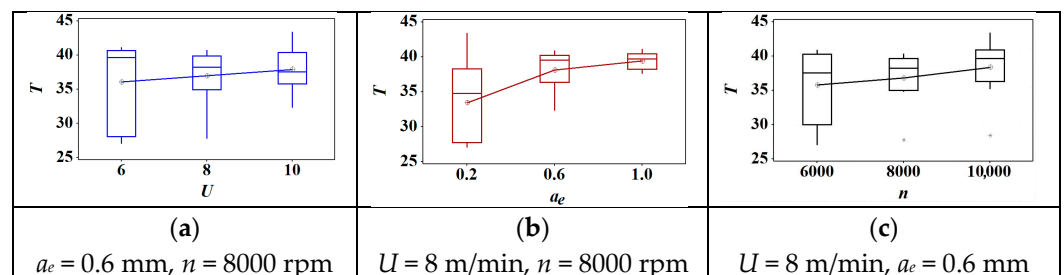 45
40
35
30
25
T
6
8
10
U
45
40
35
30
25
T
0.2
0.6
1.0
ae
45
40
35
30
25
T
6000
8000
10,000
n
(a)
(b)
(c)
ae = 0.6 mm, n = 8000 rpm
U = 8 m/min, n = 8000 rpm
U = 8 m/min, ae = 0.6 mm